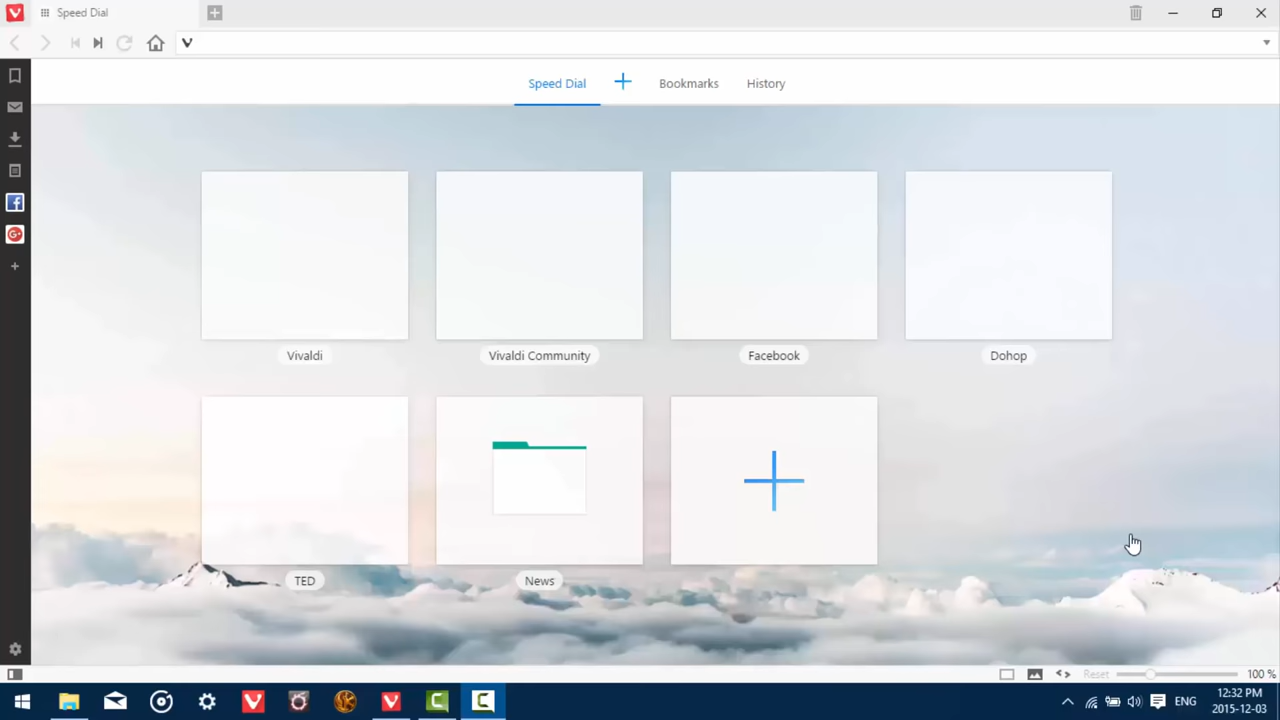 Speed Dial
Speed Dial
Bookmarks
History
Vivaldi
Vivaldi Community
Facebook
Dohop
TED
News
Reset
100 %
ENG
12:32 PM
2015-12-03